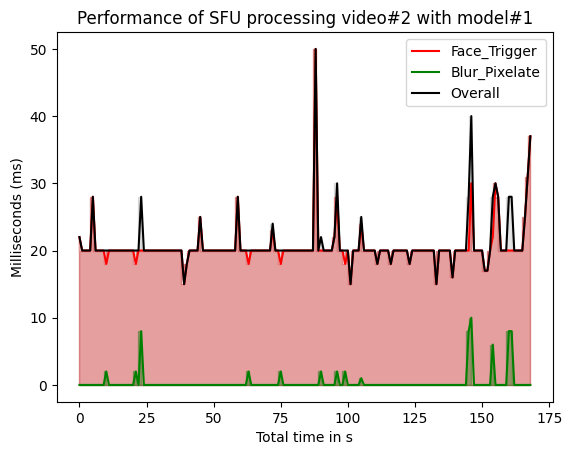 Performance of SFU processing video#2 with model#1
Face_Trigger
Blur_Pixelate
Overall
Milliseconds (ms)
50
40
30
20
10
0
0 25 50 75 100 125 150 175
Total time in s